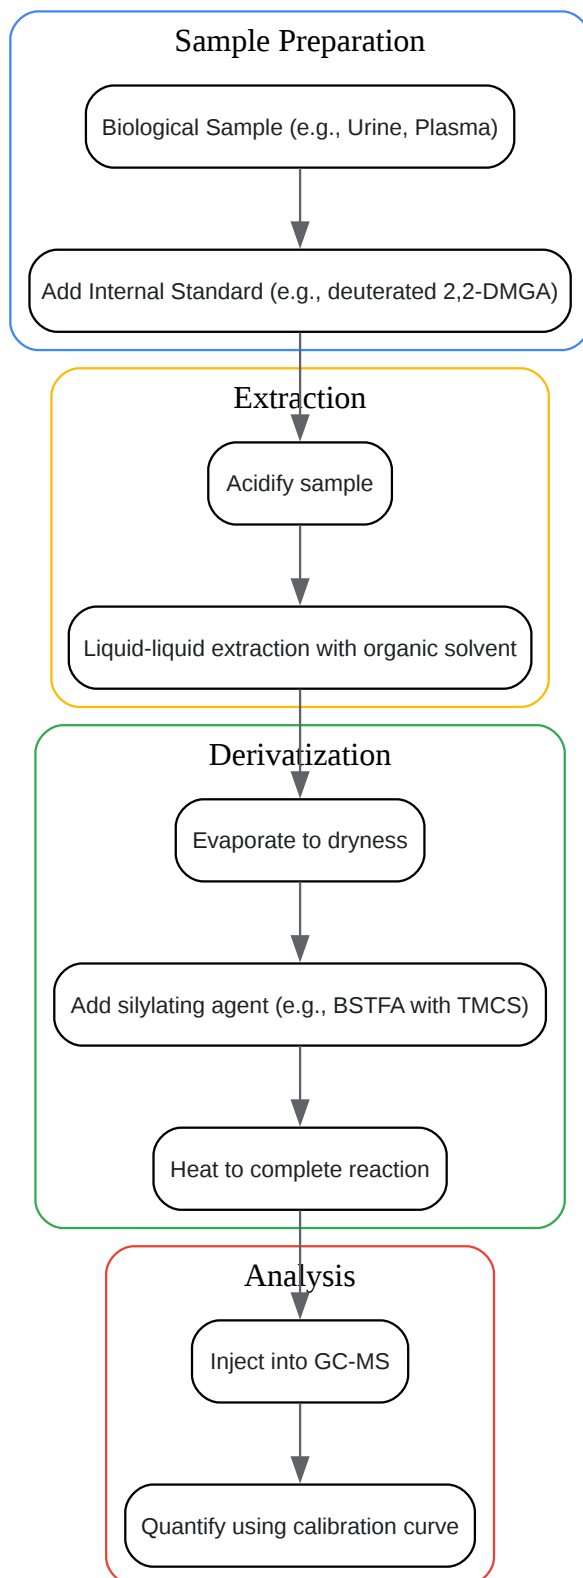 Sample Preparation
Biological Sample (e.g., Urine, Plasma)
Add Internal Standard (e.g., deuterated 2,2-DMGA)
Extraction
Acidify sample
Liquid-liquid extraction with organic solvent
Derivatization
Evaporate to dryness
Add silylating agent (e.g., BSTFA with TMCS)
Heat to complete reaction
Analysis
Inject into GC-MS
Quantify using calibration curve